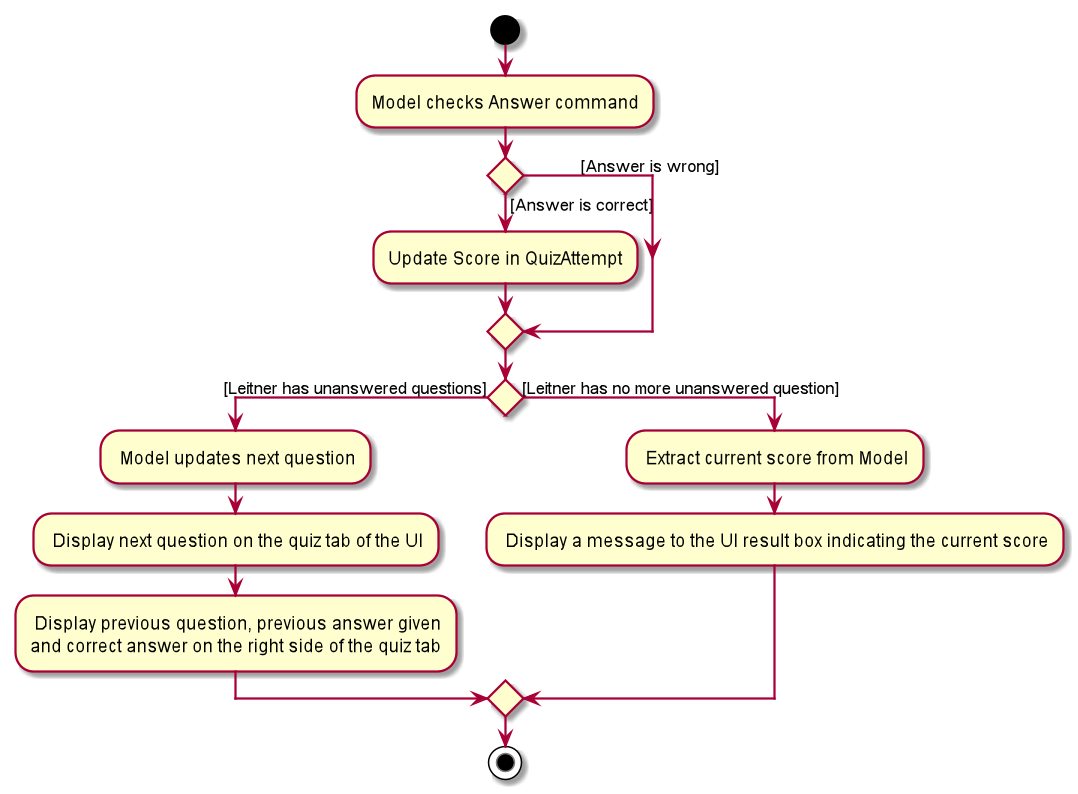 Model checks Answer command
[Answer is wrong]
[Answer is correct]
Update Score in QuizAttempt
[Leitner has unanswered questions]
[Leitner has no more unanswered question]
Model updates next question
Extract current score from Model
Display next question on the quiz tab of the UI
Display a message to the UI result box indicating the current score
Display previous question, previous answer given
and correct answer on the right side of the quiz tab